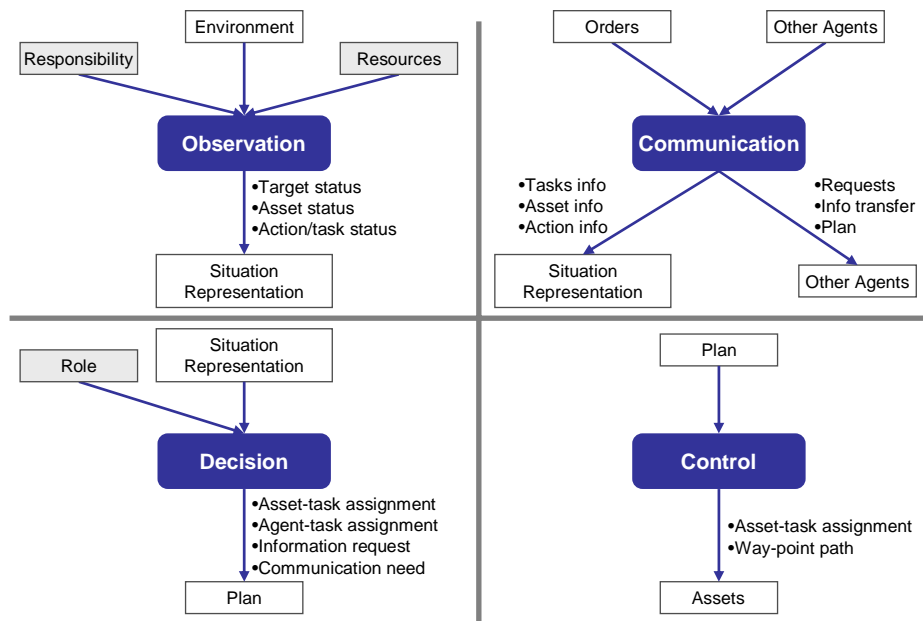 Environment
Responsibility
Resources
Observation
•Target status
•Asset status
•Action/task status
Situation
Representation
Orders
Other Agents
Communication
•Tasks info
•Asset info
•Action info
•Requests
•Info transfer
•Plan
Situation
Representation
Other Agents
Role
Situation
Representation
Decision
•Asset-task assignment
•Agent-task assignment
•Information request
•Communication need
Plan
Plan
Control
•Asset-task assignment
•Way-point path
Assets